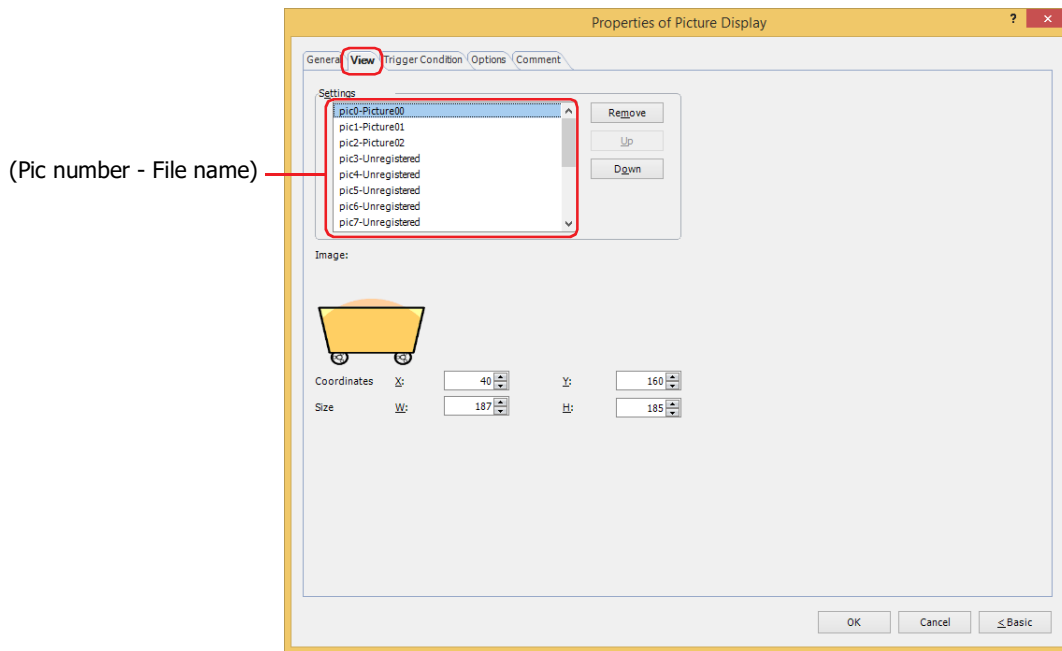 Properties of Picture Display
?
General View Trigger Condition Options Comment
Settings
pic0-Picture00
pic1-Picture01
pic2-Picture02
pic3-Unregistered
pic4-Unregistered
pic5-Unregistered
pic6-Unregistered
pic7-Unregistered
Remove
Up
Down
(Pic number - File name)
Image:
Coordinates X: 40 Y: 160
Size W: 187 H: 185
OK Cancel < Basic